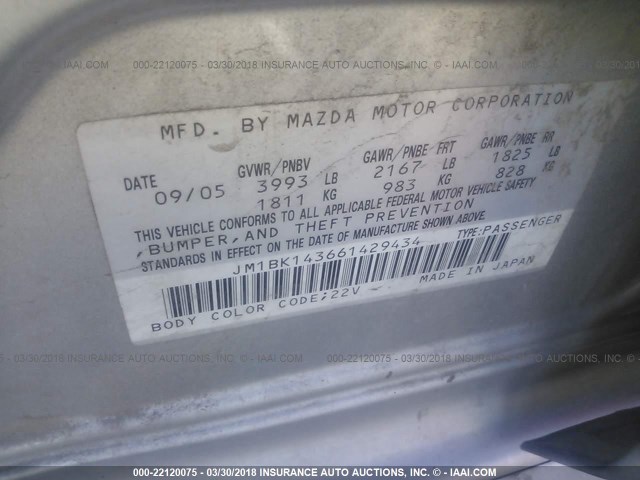 000-22120075 - 03/30/2018 INSURANCE AUTO AUCTIONS, INC. - © - IAAI.COM
MFD. BY MAZDA MOTOR CORPORATION
DATE GVWR/PNBV GAWR/PNBE FRT GAWR/PNBE RR
09/05 3993 LB 2167 LB 1825 LB
1811 KG 983 KG 828 KG
THIS VEHICLE CONFORMS TO ALL APPLICABLE FEDERAL MOTOR VEHICLE SAFETY
,BUMPER,AND THEFT PREVENTION
STANDARDS IN EFFECT ON THE DATE OF MANUFACTURE SHOWN ABOVE.
JM1BK143661429434 TYPE:PASSENGER
BODY COLOR CODE:22V MADE IN JAPAN
000-22120075 - 03/30/2018 INSURANCE AUTO AUCTIONS, INC. - © - IAAI.COM
000-22120075 - 03/30/2018 INSURANCE AUTO AUCTIONS, INC. - © - IAAI.COM